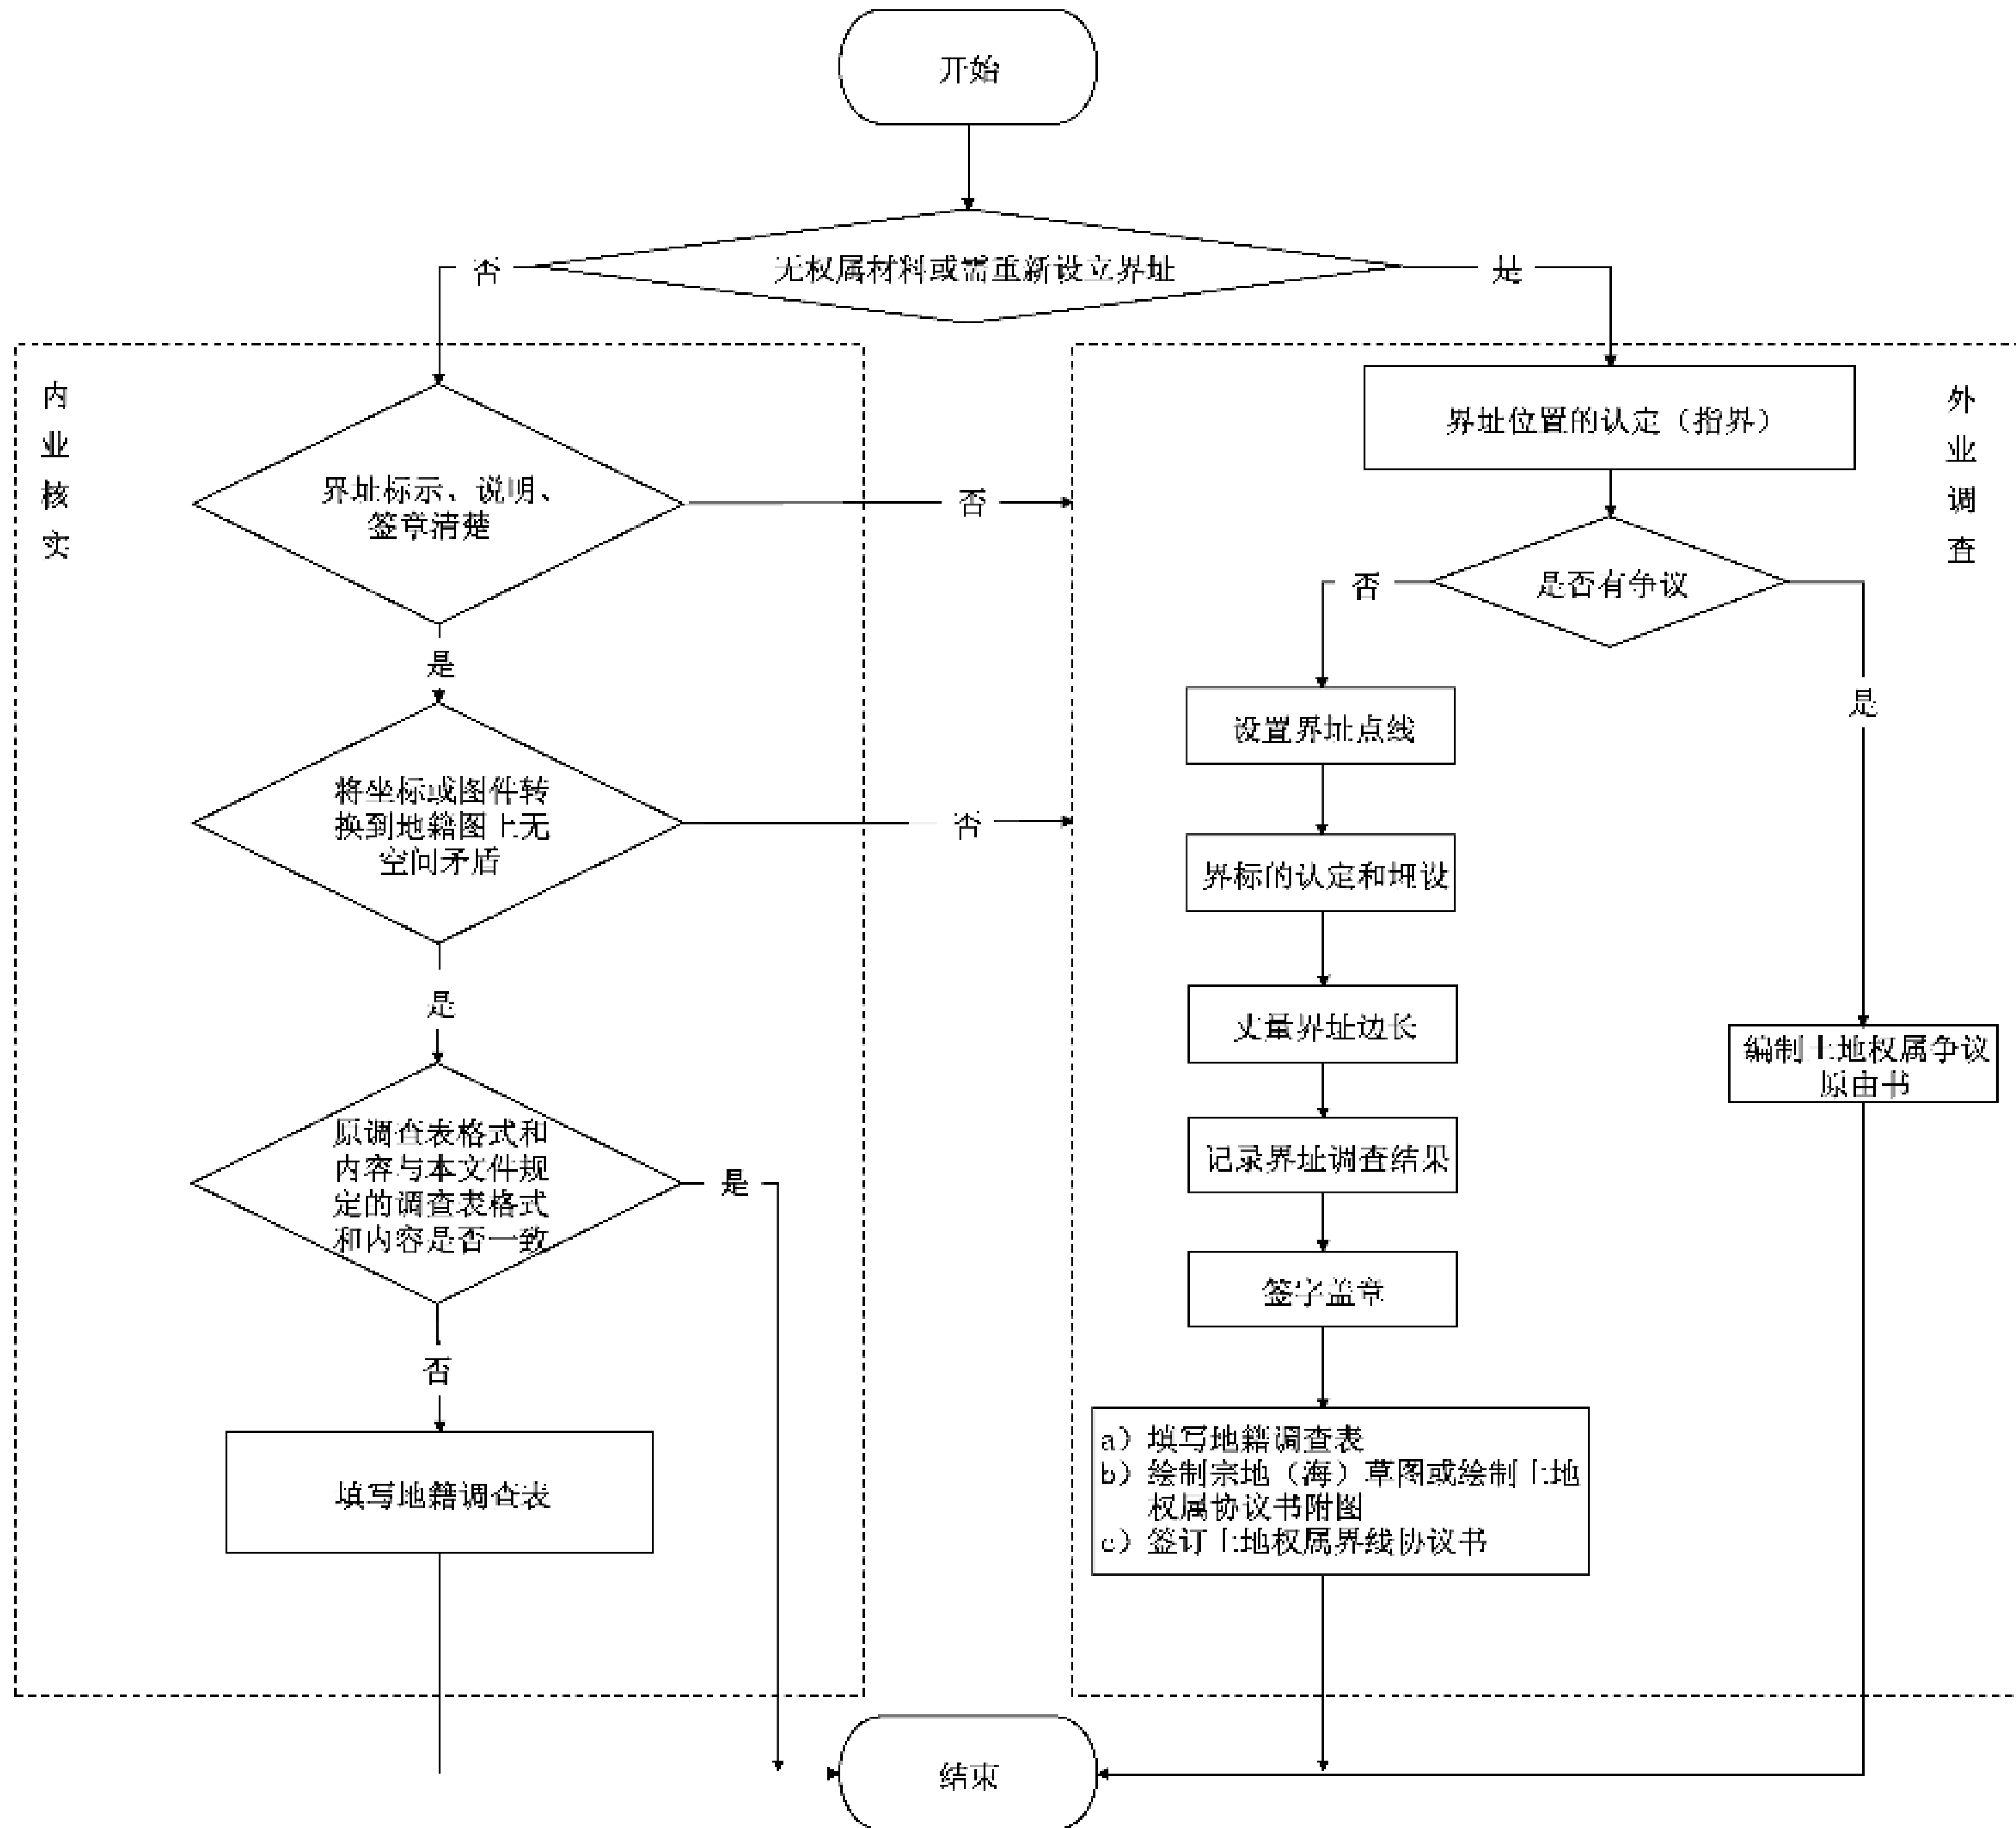 开始
无权属材料或需重新设立界址
否
是
内业核实
外业调查
界址标示、说明、
签章清楚
否
是
将坐标或图件转
换到地籍图上无
空间矛盾
否
是
原调查表格式和
内容与本文件规
定的调查表格式
和内容是否一致
是
否
填写地籍调查表
界址位置的认定（指界）
是否有争议
否
是
设置界址点线
界标的认定和埋设
丈量界址边长
记录界址调查结果
签字盖章
a）填写地籍调查表
b）绘制宗地（海）草图或绘制土地
权属协议书附图
c）签订土地权属界线协议书
编制土地权属争议
原由书
结束